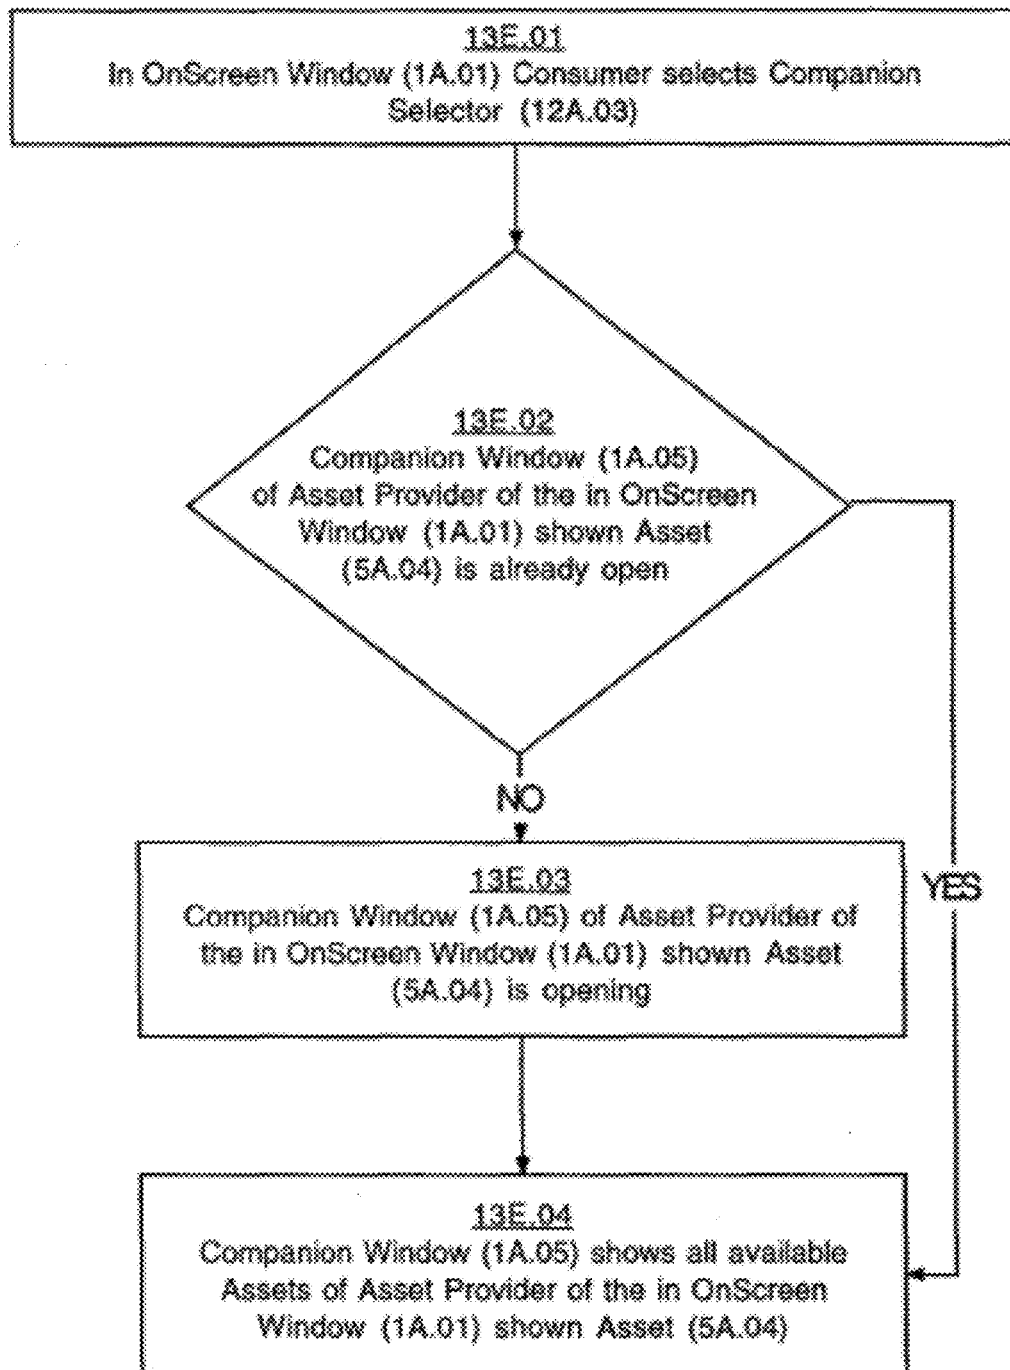 13E.01
In OnScreen Window (1A.01) Consumer selects Companion
Selector (12A.03)
13E.02
Companion Window (1A.05)
of Asset Provider of the in OnScreen
Window (1A.01) shown Asset
(5A.04) is already open
NO
13E.03
Companion Window (1A.05) of Asset Provider of
the in OnScreen Window (1A.01) shown Asset
(5A.04) is opening
YES
13E.04
Companion Window (1A.05) shows all available
Assets of Asset Provider of the in OnScreen
Window (1A.01) shown Asset (5A.04)